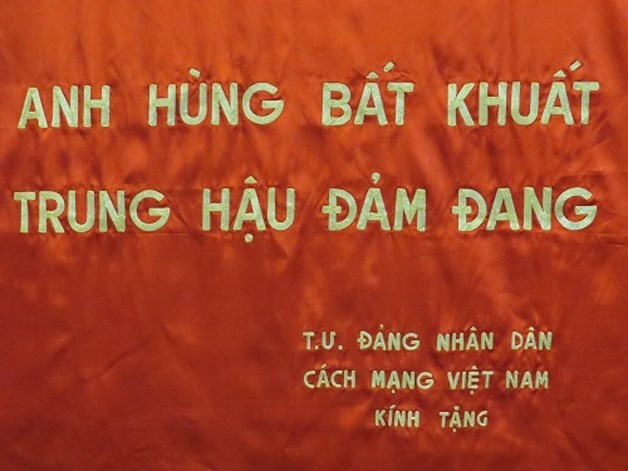 ANH HÙNG BẤT KHUẤT
TRUNG HẬU ĐẢM ĐANG
T.Ư. ĐẢNG NHÂN DÂN
CÁCH MẠNG VIỆT NAM
KÍNH TẶNG